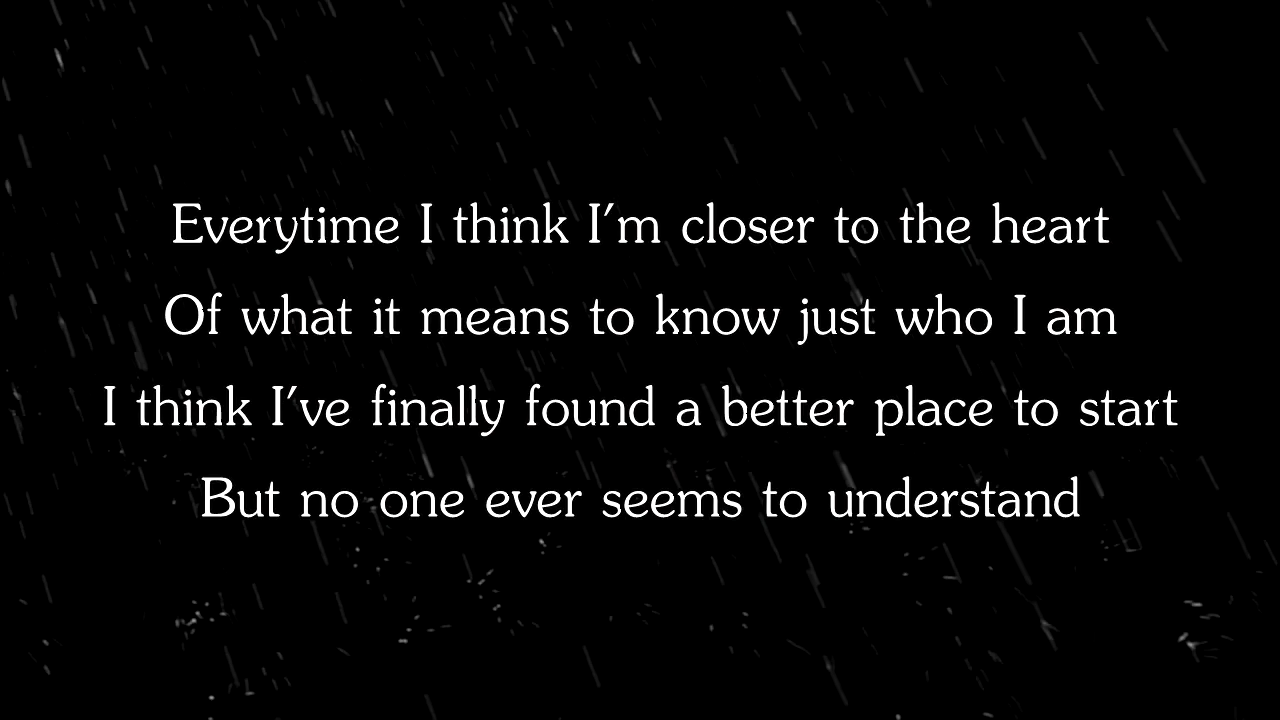 Everytime I think I'm closer to the heart
Of what it means to know just who I am
I think I've finally found a better place to start
But no one ever seems to understand